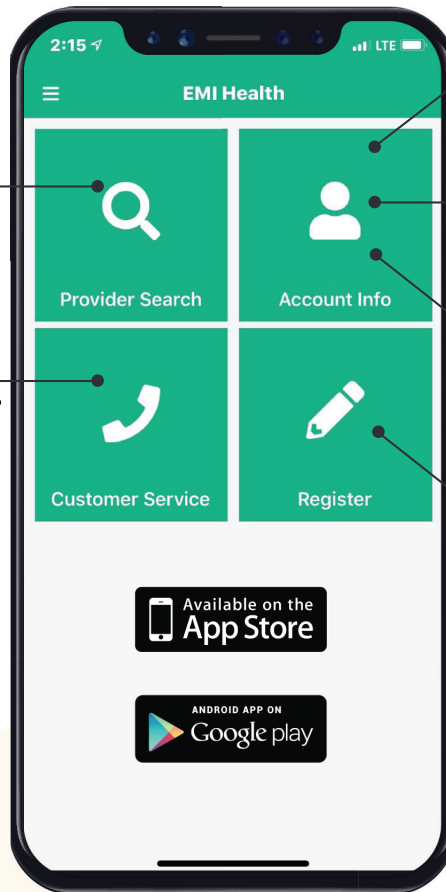 2:15 LTE
EMI Health
Provider Search
Account Info
Customer Service
Register
Available on the
App Store
ANDROID APP ON
Google play